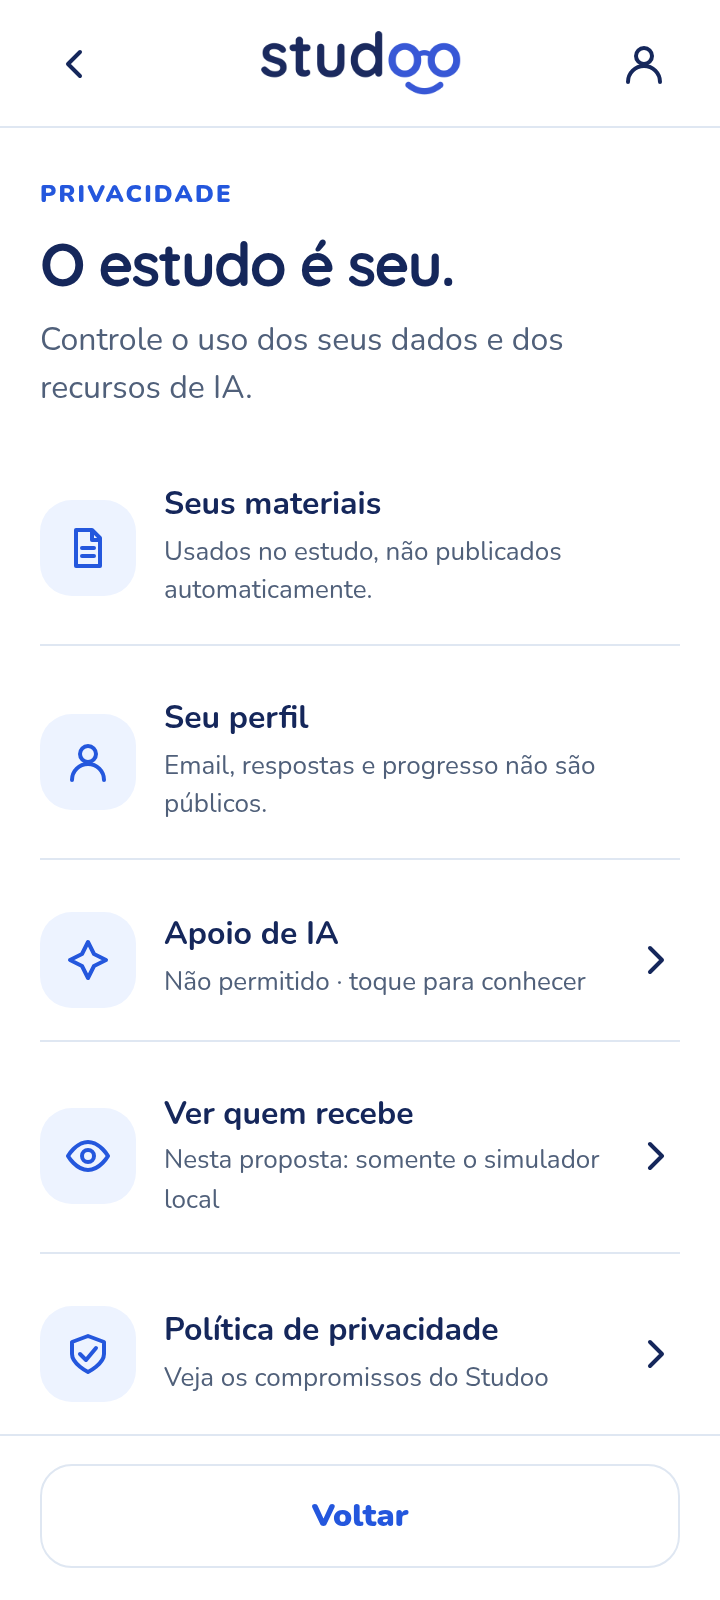 studoo
PRIVACIDADE
O estudo é seu.
Controle o uso dos seus dados e dos
recursos de IA.
Seus materiais
Usados no estudo, não publicados
automaticamente.
Seu perfil
Email, respostas e progresso não são
públicos.
Apoio de IA
Não permitido · toque para conhecer
Ver quem recebe
Nesta proposta: somente o simulador
local
Política de privacidade
Veja os compromissos do Studoo
Voltar